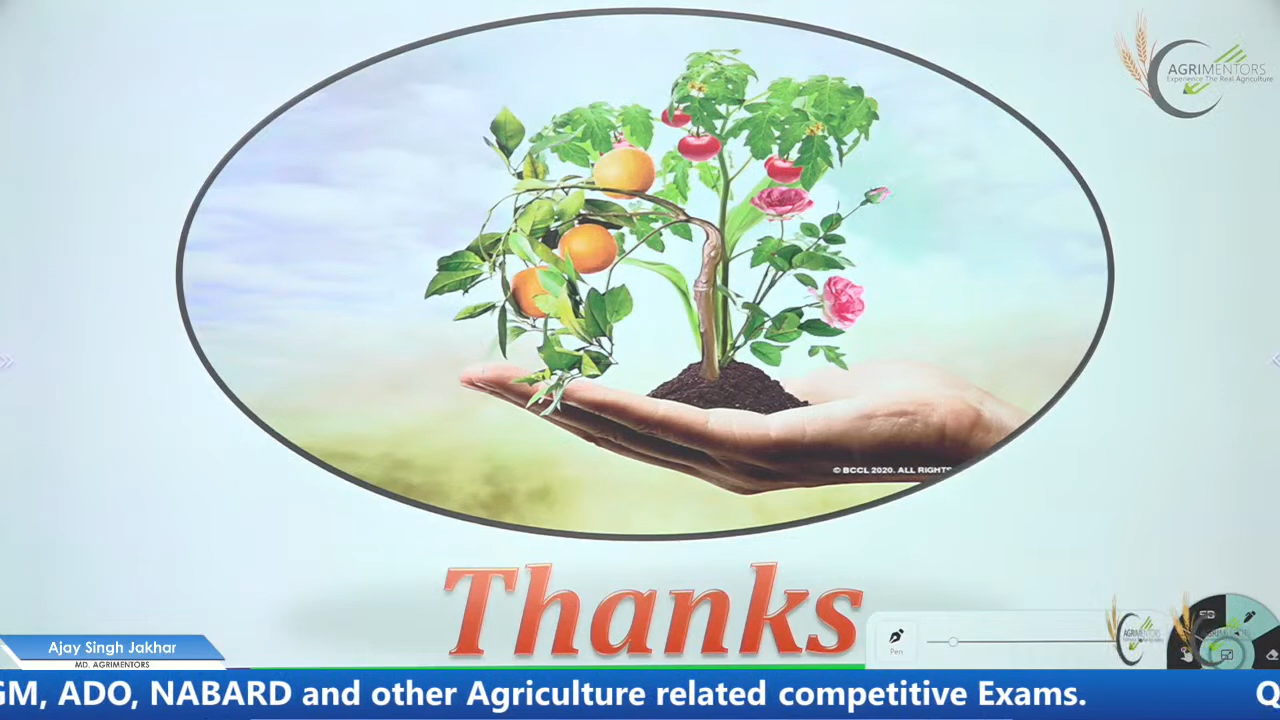 AGRIMENTORS
Experience The Real Agriculture
© BCCL 2020. ALL RIGHTS
Thanks
Pen
Ajay Singh Jakhar
MD. AGRIMENTORS
GM, ADO, NABARD and other Agriculture related competitive Exams.
Q